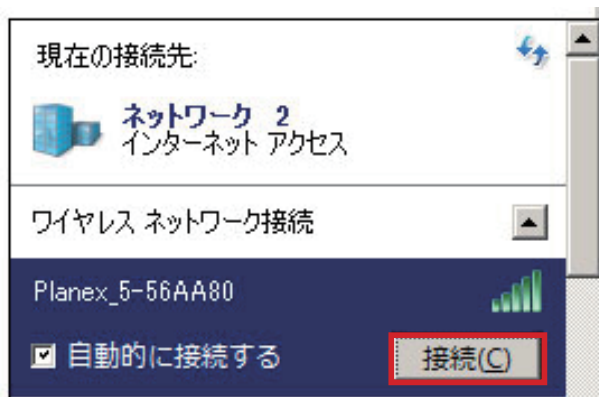 現在の接続先:
ネットワーク 2
インターネット アクセス
ワイヤレス ネットワーク接続
Planex_5-56AA80
自動的に接続する
接続(C)